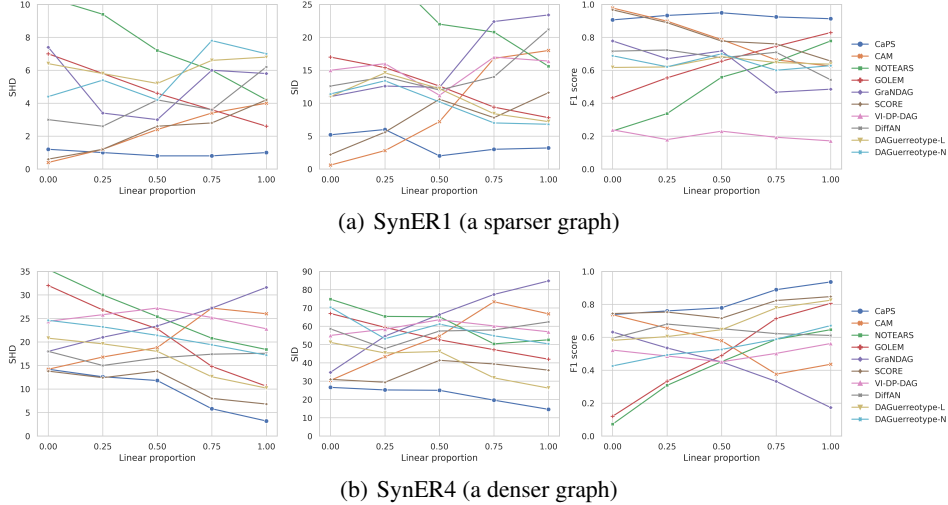 10
8
6
4
2
0
SHD
0.00 0.25 0.50 0.75 1.00
Linear proportion
25
20
15
10
5
0
SID
0.00 0.25 0.50 0.75 1.00
Linear proportion
1.0
0.8
0.6
0.4
0.2
0.0
F1 score
0.00 0.25 0.50 0.75 1.00
Linear proportion
CaPS
CAM
NOTEARS
GOLEM
GraNDAG
SCORE
VI-DP-DAG
DiffAN
DAGuerreotype-L
DAGuerreotype-N
(a) SynER1 (a sparser graph)
35
30
25
20
15
10
5
0
SHD
0.00 0.25 0.50 0.75 1.00
Linear proportion
90
80
70
60
50
40
30
20
10
0
SID
0.00 0.25 0.50 0.75 1.00
Linear proportion
1.0
0.8
0.6
0.4
0.2
0.0
F1 score
0.00 0.25 0.50 0.75 1.00
Linear proportion
CaPS
CAM
NOTEARS
GOLEM
GraNDAG
SCORE
VI-DP-DAG
DiffAN
DAGuerreotype-L
DAGuerreotype-N
(b) SynER4 (a denser graph)